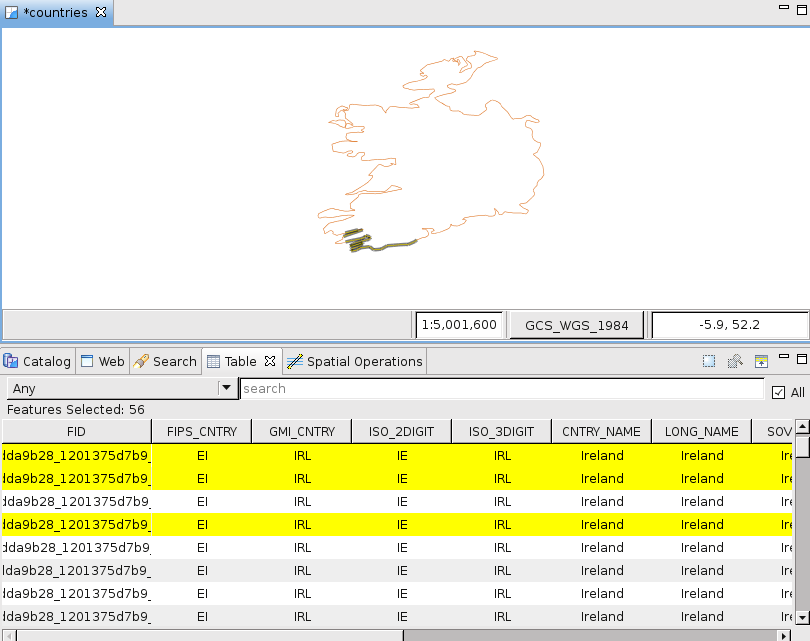 *countries
1:5,001,600 GCS_WGS_1984 -5.9, 52.2
Catalog Web Search Table Spatial Operations
Any search All
Features Selected: 56
FID FIPS_CNTRY GMI_CNTRY ISO_2DIGIT ISO_3DIGIT CNTRY_NAME LONG_NAME SOV
dda9b28_1201375d7b9_ EI IRL IE IRL Ireland Ireland Ire
dda9b28_1201375d7b9_ EI IRL IE IRL Ireland Ireland Ire
dda9b28_1201375d7b9_ EI IRL IE IRL Ireland Ireland Ire
dda9b28_1201375d7b9_ EI IRL IE IRL Ireland Ireland Ire
dda9b28_1201375d7b9_ EI IRL IE IRL Ireland Ireland Ire
dda9b28_1201375d7b9_ EI IRL IE IRL Ireland Ireland Ire
dda9b28_1201375d7b9_ EI IRL IE IRL Ireland Ireland Ire
dda9b28_1201375d7b9_ EI IRL IE IRL Ireland Ireland Ire